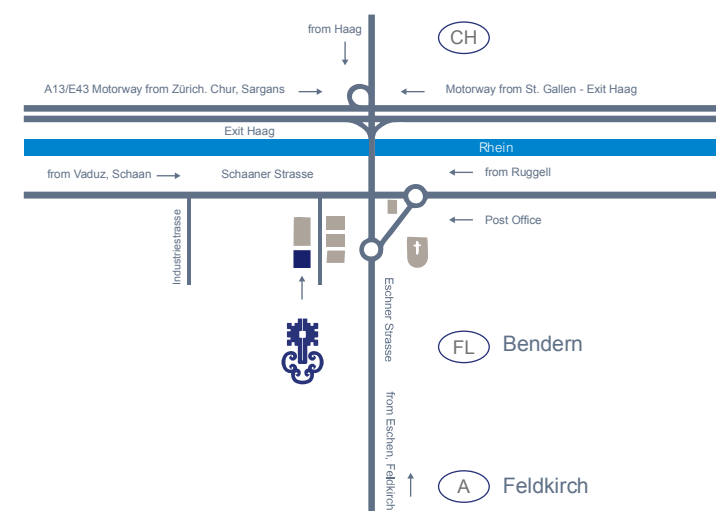 from Haag
CH
A13/E43 Motorway from Zürich. Chur, Sargans
Motorway from St. Gallen - Exit Haag
Exit Haag
Rhein
from Vaduz, Schaan
Schaaner Strasse
from Ruggell
Post Office
Industriestrasse
Eschner Strasse
FL
Bendern
from Eschen, Feldkirch
A
Feldkirch